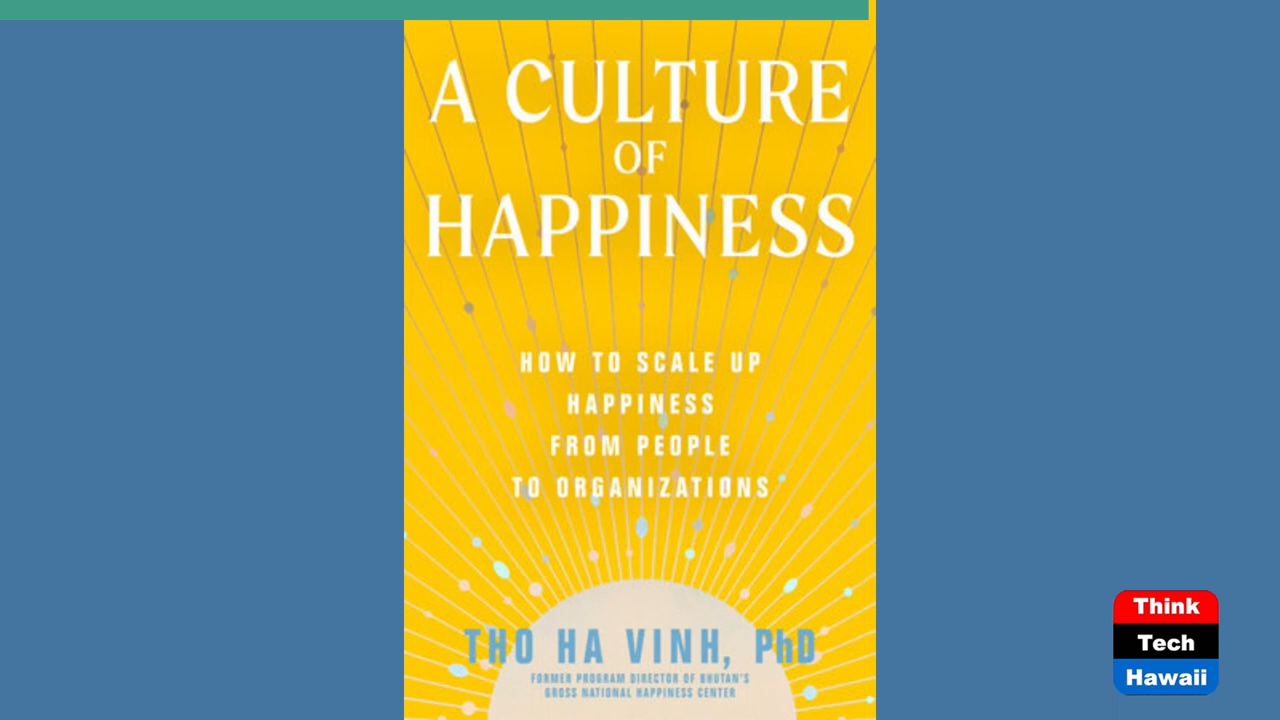 A CULTURE
OF
HAPPINESS
HOW TO SCALE UP
HAPPINESS
FROM PEOPLE
TO ORGANIZATIONS
THO HA VINH, PhD
FORMER PROGRAM DIRECTOR OF BHUTAN'S
GROSS NATIONAL HAPPINESS CENTER
Think
Tech
Hawaii